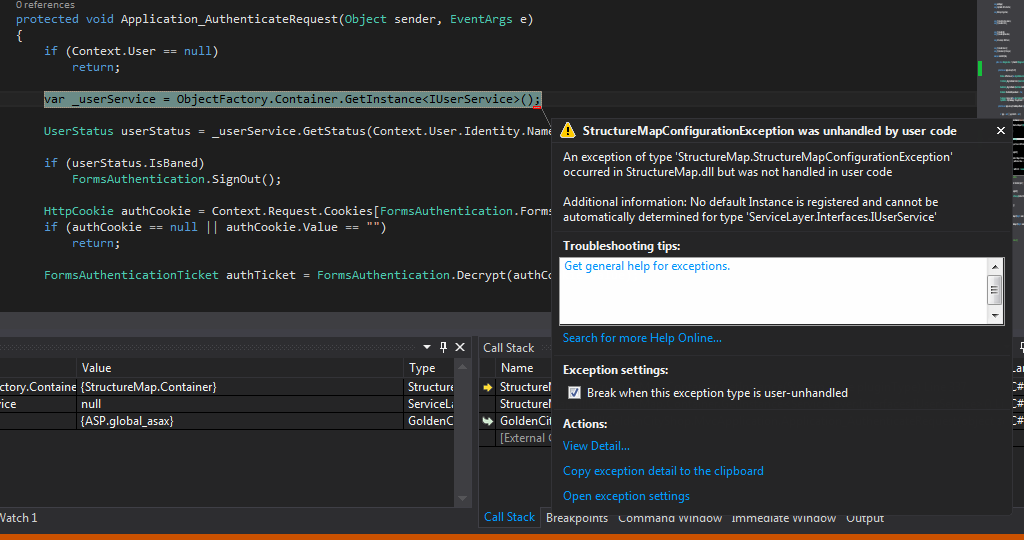 0 references
protected void Application_AuthenticateRequest(Object sender, EventArgs e)
{
if (Context.User == null)
return;
var _userService = ObjectFactory.Container.GetInstance<IUserService>();
UserStatus userStatus = _userService.GetStatus(Context.User.Identity.Name
if (userStatus.IsBaned)
FormsAuthentication.SignOut();
HttpCookie authCookie = Context.Request.Cookies[FormsAuthentication.Forms
if (authCookie == null || authCookie.Value == "")
return;
FormsAuthenticationTicket authTicket = FormsAuthentication.Decrypt(authCo
StructureMapConfigurationException was unhandled by user code
An exception of type 'StructureMap.StructureMapConfigurationException'
occurred in StructureMap.dll but was not handled in user code
Additional information: No default Instance is registered and cannot be
automatically determined for type 'ServiceLayer.Interfaces.IUserService'
Troubleshooting tips:
Get general help for exceptions.
Search for more Help Online...
Exception settings:
Break when this exception type is user-unhandled
Actions:
View Detail...
Copy exception detail to the clipboard
Open exception settings
Value Type
ctory.Containe {StructureMap.Container} Structure
ice null ServiceLa
{ASP.global_asax} GoldenC
Watch 1
Call Stack
Name
StructureM
StructureM
GoldenCit
[External C
C#
C#
C#
Call Stack Breakpoints Command Window Immediate Window Output